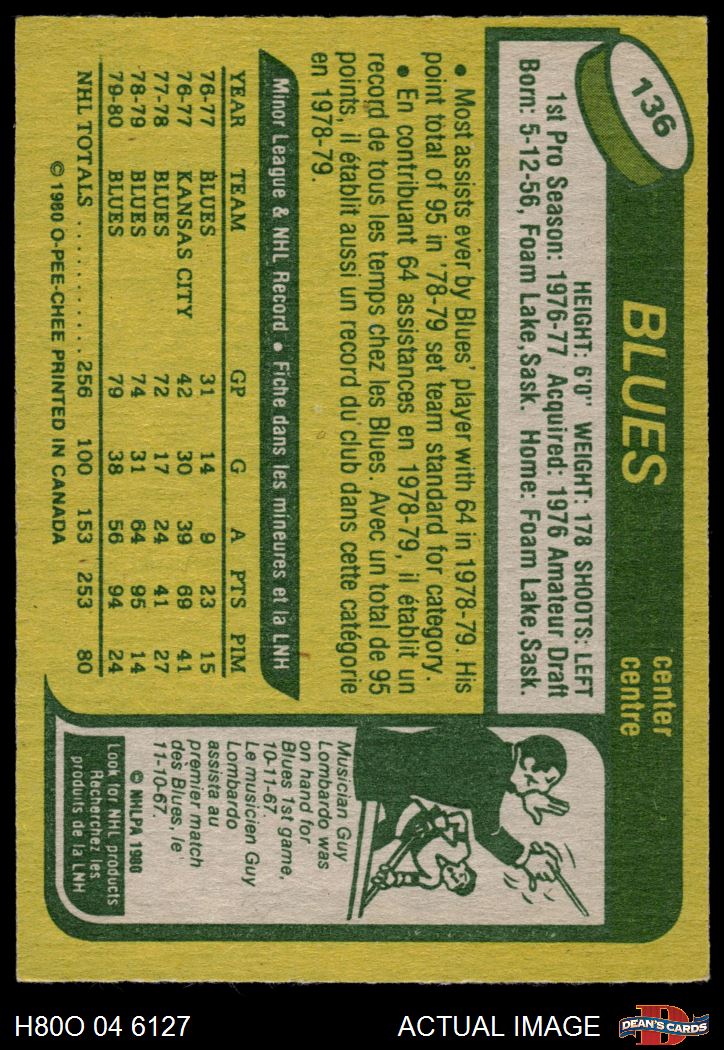 136
BLUES
center
centre
HEIGHT: 6'0" WEIGHT: 178 SHOOTS: LEFT
1st Pro Season: 1976-77 Acquired: 1976 Amateur Draft
Born: 5-12-56, Foam Lake, Sask. Home: Foam Lake, Sask.
• Most assists ever by Blues' player with 64 in 1978-79. His
point total of 95 in '78-79 set team standard for category.
• En contribuant 64 assistances en 1978-79, il établit un
record de tous les temps chez les Blues. Avec un total de 95
points, il établit aussi un record du club dans cette catégorie
en 1978-79.
Minor League & NHL Record • Fiche dans les mineures et la LNH
YEAR TEAM GP G A PTS PIM
76-77 BLUES 31 14 9 23 15
76-77 KANSAS CITY 42 30 39 69 41
77-78 BLUES 72 17 24 41 27
78-79 BLUES 74 31 64 95 14
79-80 BLUES 79 38 56 94 24
NHL TOTALS ............ 256 100 153 253 80
© 1980 O-PEE-CHEE PRINTED IN CANADA
Musician Guy
Lombardo was
on hand for
Blues 1st game,
10-11-67.
Le musicien Guy
Lombardo
assista au
premier match
des Blues, le
11-10-67.
© NHLPA 1980
Look for NHL products
Recherchez les
produits de la LNH
H80O 04 6127
ACTUAL IMAGE
D
DEAN'S CARDS